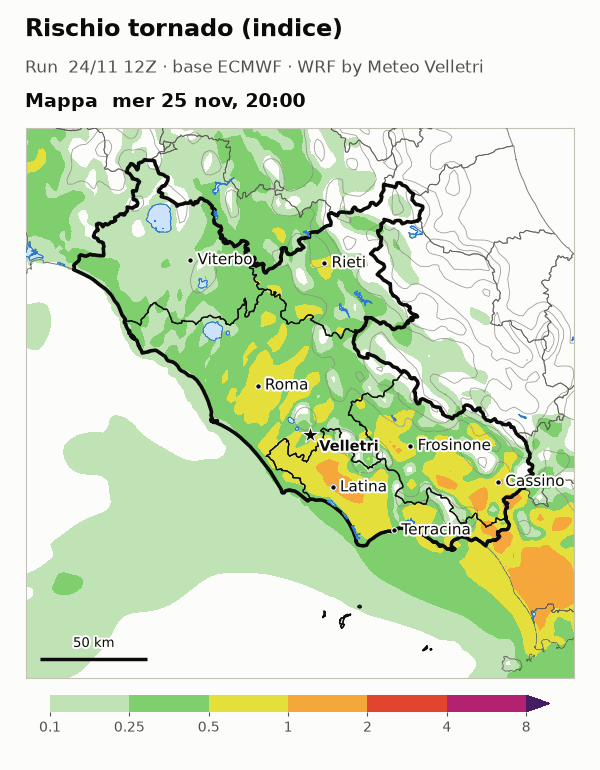 Rischio tornado (indice)
Run  24/11 12Z · base ECMWF · WRF by Meteo Velletri
Mappa  mer 25 nov, 20:00
Viterbo
Rieti
Roma
Velletri
Frosinone
Cassino
Latina
Terracina
50 km
0.1 0.25 0.5 1 2 4 8